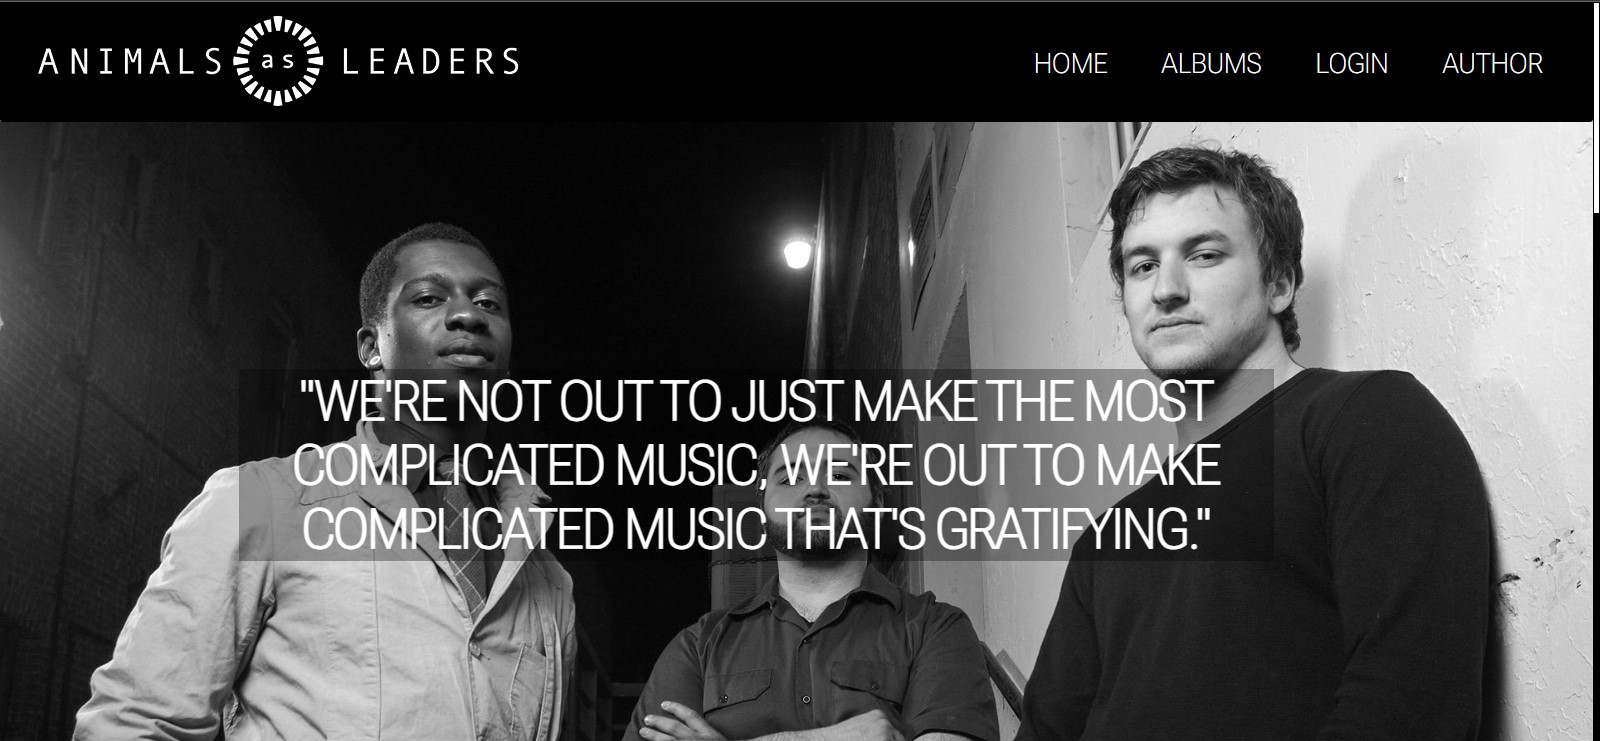 ANIMALS as LEADERS
HOME ALBUMS LOGIN AUTHOR
"WE'RE NOT OUT TO JUST MAKE THE MOST
COMPLICATED MUSIC, WE'RE OUT TO MAKE
COMPLICATED MUSIC THAT'S GRATIFYING."